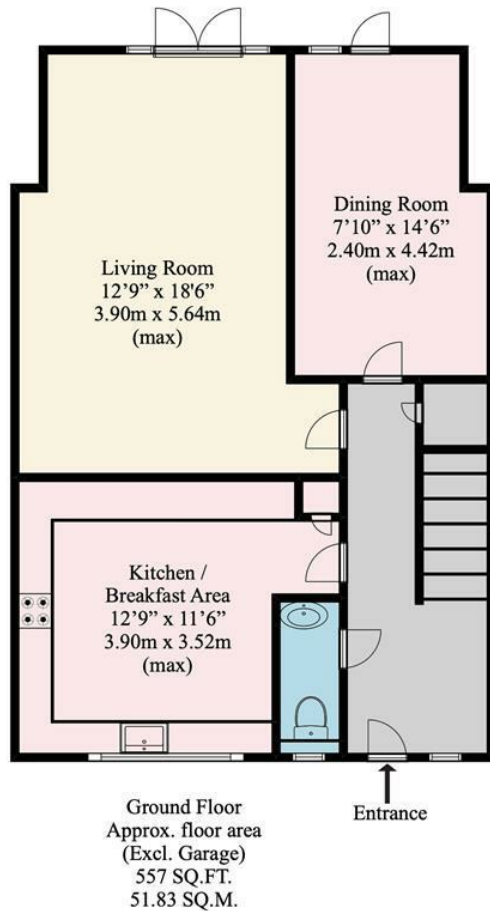 Dining Room
7’10” x 14’6”
2.40m x 4.42m
(max)
Living Room
12’9” x 18'6”
3.90m x 5.64m
(max)
Kitchen /
Breakfast Area
12’9” x 11’6”
3.90m x 3.52m
(max)
Entrance
Ground Floor
Approx. floor area
(Excl. Garage)
557 SQ.FT.
51.83 SQ.M.